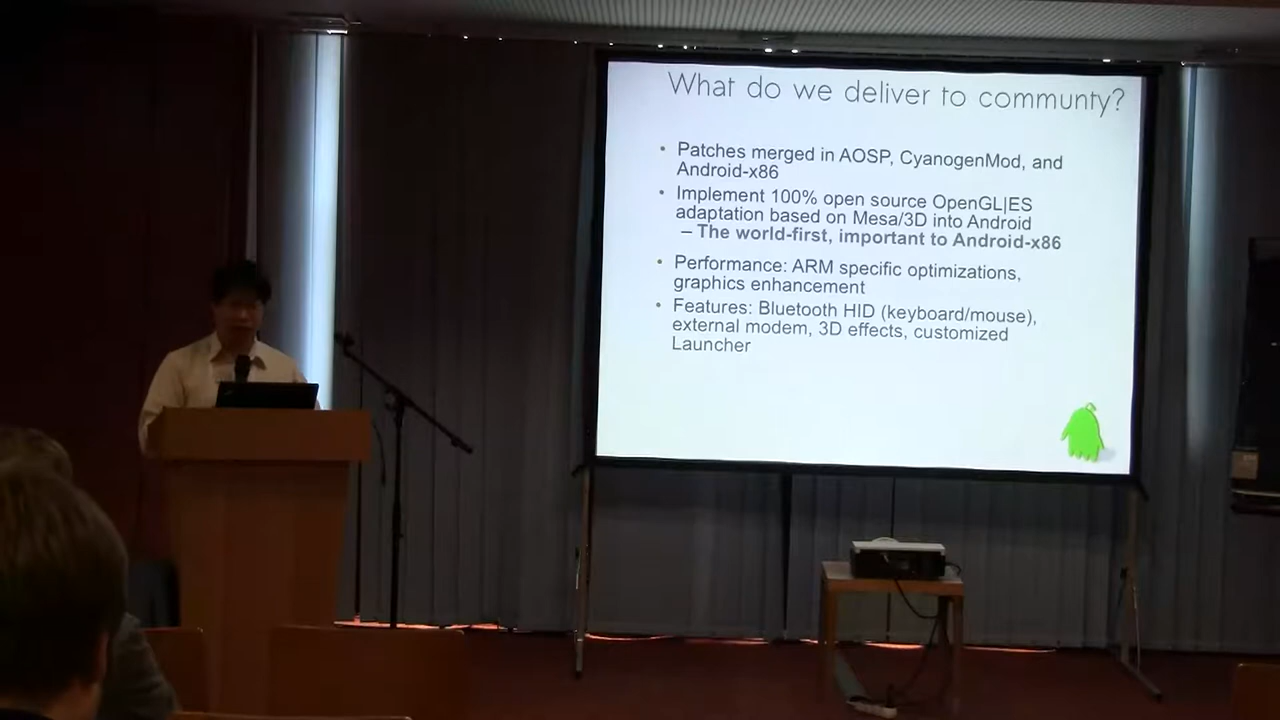 What do we deliver to communty?
• Patches merged in AOSP, CyanogenMod, and
Android-x86
• Implement 100% open source OpenGL|ES
adaptation based on Mesa/3D into Android
– The world-first, important to Android-x86
• Performance: ARM specific optimizations,
graphics enhancement
• Features: Bluetooth HID (keyboard/mouse),
external modem, 3D effects, customized
Launcher